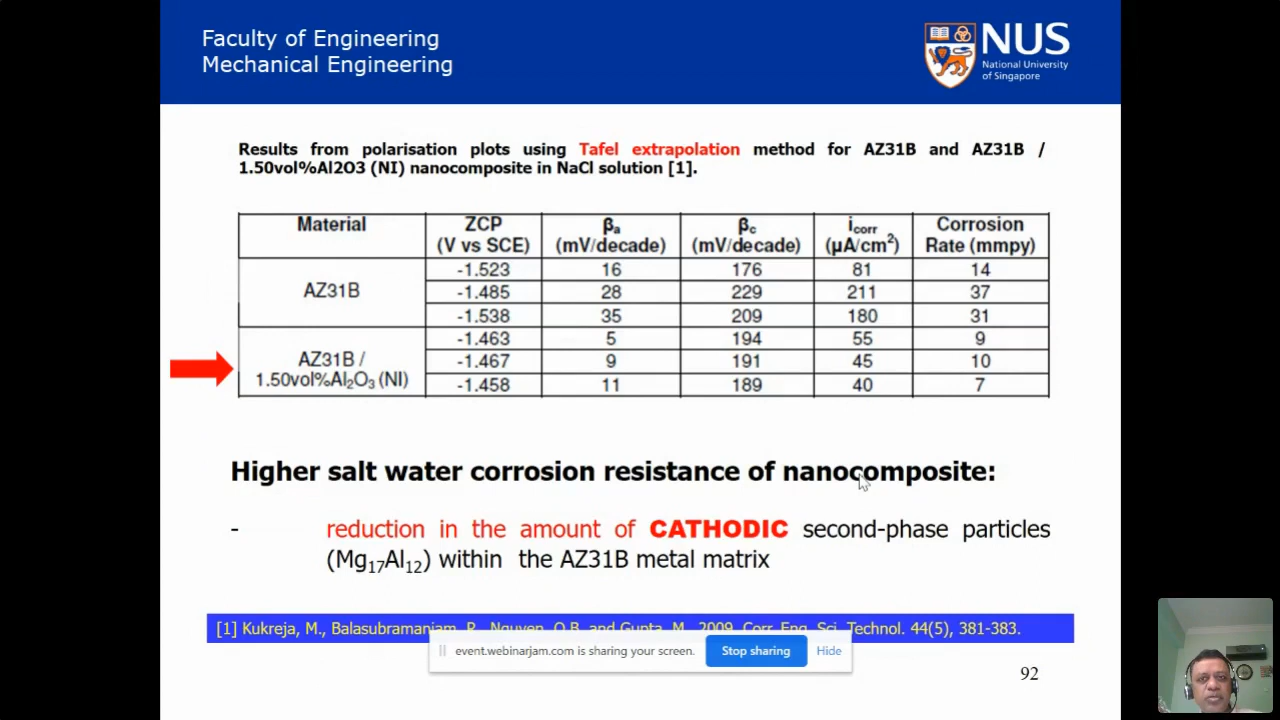 Faculty of Engineering
Mechanical Engineering
NUS
National University
of Singapore
Results from polarisation plots using Tafel extrapolation method for AZ31B and AZ31B /
1.50vol%Al2O3 (NI) nanocomposite in NaCl solution [1].
Material ZCP (V vs SCE) βa (mV/decade) βc (mV/decade) icorr (µA/cm²) Corrosion Rate (mmpy)
AZ31B -1.523 16 176 81 14
-1.485 28 229 211 37
-1.538 35 209 180 31
AZ31B / 1.50vol%Al₂O₃ (NI) -1.463 5 194 55 9
-1.467 9 191 45 10
-1.458 11 189 40 7
Higher salt water corrosion resistance of nanocomposite:
- reduction in the amount of CATHODIC second-phase particles
(Mg₁₇Al₁₂) within the AZ31B metal matrix
[1] Kukreja, M., Balasubramaniam, R., Nguyen, Q.B. and Gupta, M., 2009, Corr. Eng. Sci. Technol. 44(5), 381-383.
event.webinarjam.com is sharing your screen. Stop sharing Hide
92